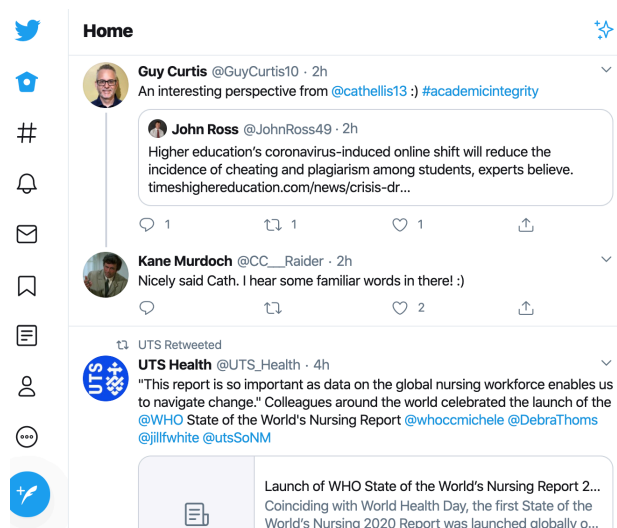 Home
Guy Curtis @GuyCurtis10 · 2h
An interesting perspective from @cathellis13 :) #academicintegrity
John Ross @JohnRoss49 · 2h
Higher education's coronavirus-induced online shift will reduce the
incidence of cheating and plagiarism among students, experts believe.
timeshighereducation.com/news/crisis-dr...
1 1 1
Kane Murdoch @CC__Raider · 2h
Nicely said Cath. I hear some familiar words in there! :)
2
UTS Retweeted
UTS
UTS Health @UTS_Health · 4h
"This report is so important as data on the global nursing workforce enables us
to navigate change." Colleagues around the world celebrated the launch of the
@WHO State of the World's Nursing Report @whoccmichele @DebraThoms
@jillfwhite @utsSoNM
Launch of WHO State of the World's Nursing Report 2...
Coinciding with World Health Day, the first State of the
World's Nursing 2020 Report was launched globally o...